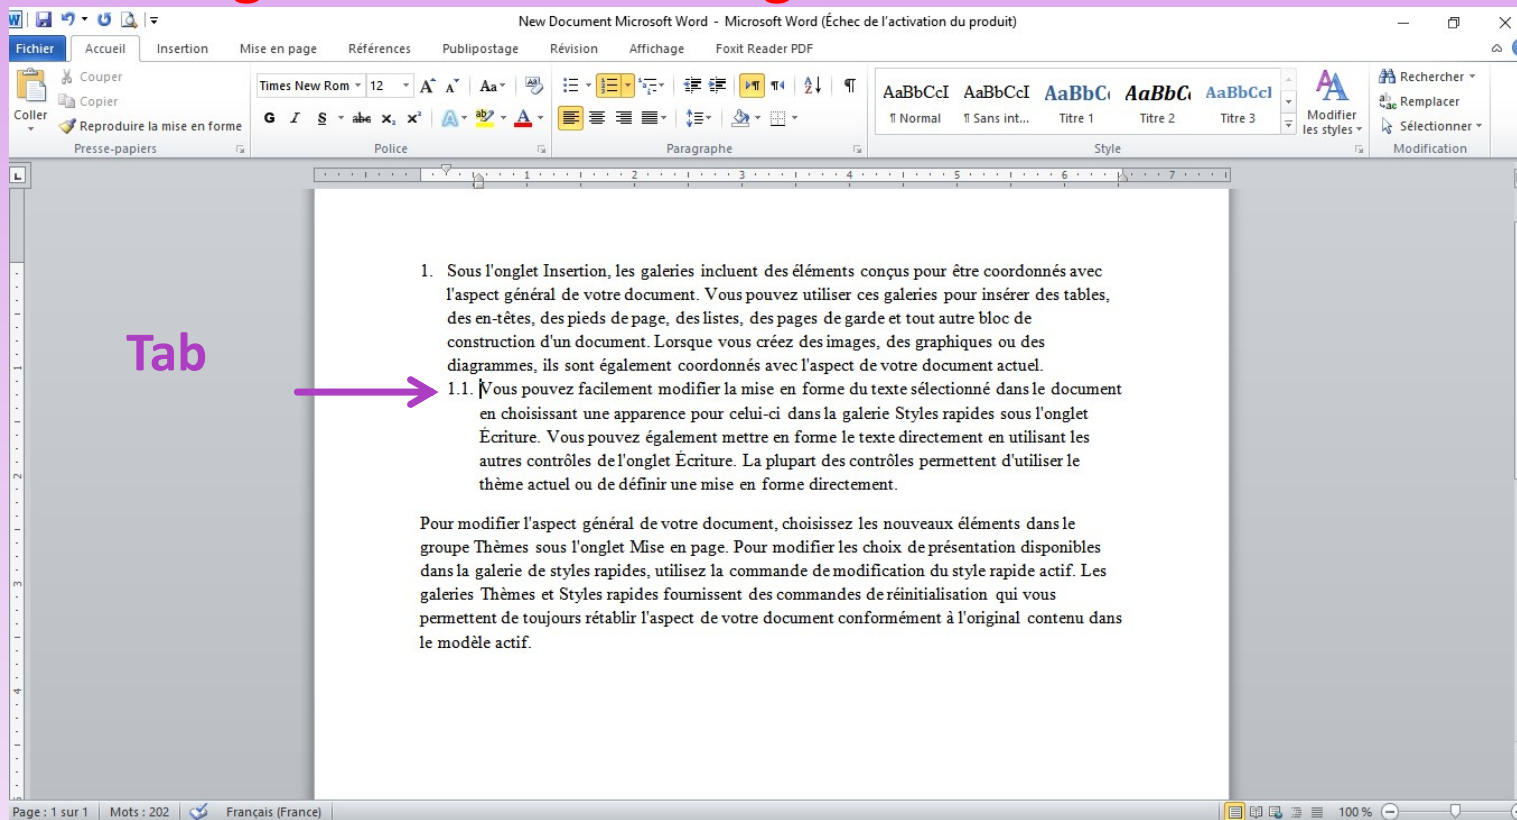 New Document Microsoft Word - Microsoft Word (Échec de l'activation du produit)
Fichier Accueil Insertion Mise en page Références Publipostage Révision Affichage Foxit Reader PDF
Coller
Couper
Copier
Reproduire la mise en forme
Presse-papiers
Times New Rom 12
G I S abc x₂ x²
Police
Paragraphe
AaBbCcI AaBbCcI AaBbC AaBbC AaBbCcI
¶ Normal ¶ Sans int... Titre 1 Titre 2 Titre 3
Style
Modifier
les styles
Rechercher
Remplacer
Sélectionner
Modification
1 2 3 4 5 6 7
1. Sous l'onglet Insertion, les galeries incluent des éléments conçus pour être coordonnés avec
l'aspect général de votre document. Vous pouvez utiliser ces galeries pour insérer des tables,
des en-têtes, des pieds de page, des listes, des pages de garde et tout autre bloc de
construction d'un document. Lorsque vous créez des images, des graphiques ou des
diagrammes, ils sont également coordonnés avec l'aspect de votre document actuel.
Tab
1.1. Vous pouvez facilement modifier la mise en forme du texte sélectionné dans le document
en choisissant une apparence pour celui-ci dans la galerie Styles rapides sous l'onglet
Écriture. Vous pouvez également mettre en forme le texte directement en utilisant les
autres contrôles de l'onglet Écriture. La plupart des contrôles permettent d'utiliser le
thème actuel ou de définir une mise en forme directement.
Pour modifier l'aspect général de votre document, choisissez les nouveaux éléments dans le
groupe Thèmes sous l'onglet Mise en page. Pour modifier les choix de présentation disponibles
dans la galerie de styles rapides, utilisez la commande de modification du style rapide actif. Les
galeries Thèmes et Styles rapides fournissent des commandes de réinitialisation qui vous
permettent de toujours rétablir l'aspect de votre document conformément à l'original contenu dans
le modèle actif.
Page : 1 sur 1 Mots : 202 Français (France) 100 %